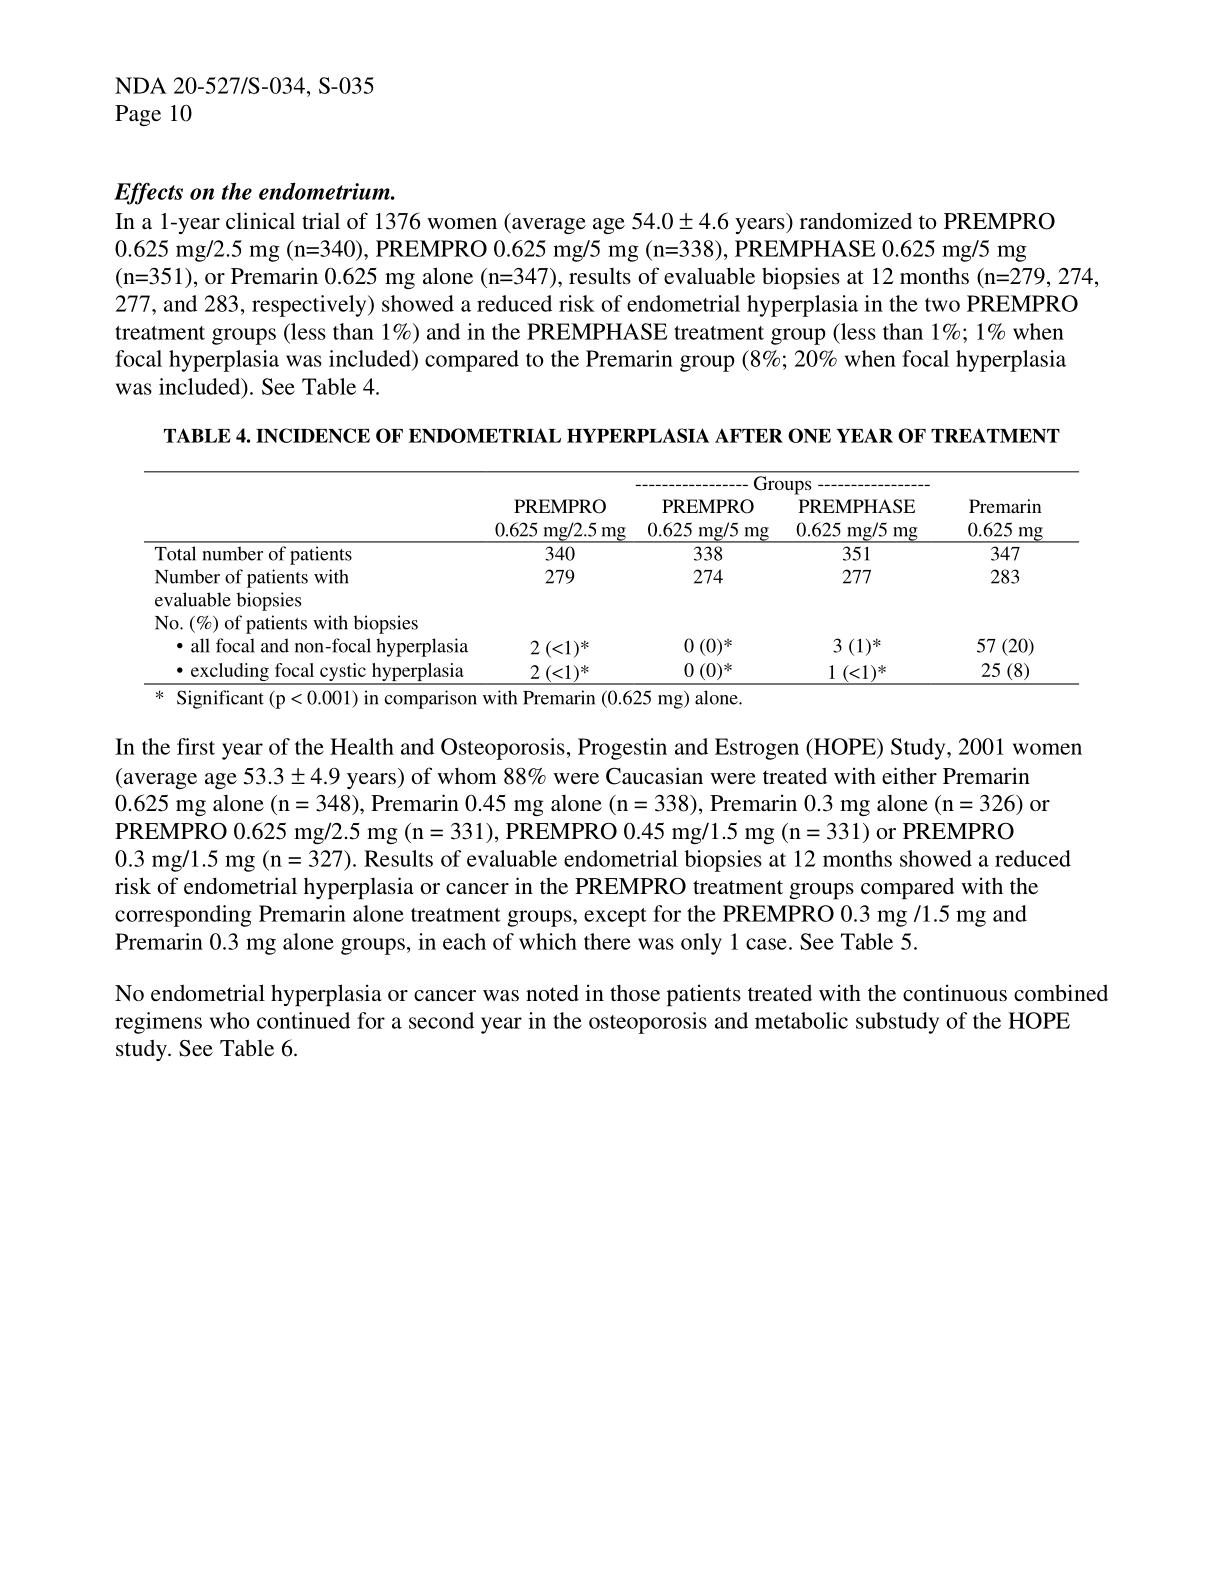 NDA 20-527/S-034, S-035
Page 10
Effects on the endometrium.
In a 1-year clinical trial of 1376 women (average age 54.0 ± 4.6 years) randomized to PREMPRO
0.625 mg/2.5 mg (n=340), PREMPRO 0.625 mg/5 mg (n=338), PREMPHASE 0.625 mg/5 mg
(n=351), or Premarin 0.625 mg alone (n=347), results of evaluable biopsies at 12 months (n=279, 274,
277, and 283, respectively) showed a reduced risk of endometrial hyperplasia in the two PREMPRO
treatment groups (less than 1%) and in the PREMPHASE treatment group (less than 1%; 1% when
focal hyperplasia was included) compared to the Premarin group (8%; 20% when focal hyperplasia
was included). See Table 4.
TABLE 4. INCIDENCE OF ENDOMETRIAL HYPERPLASIA AFTER ONE YEAR OF TREATMENT
----------------- Groups -----------------
PREMPRO PREMPRO PREMPHASE Premarin
0.625 mg/2.5 mg 0.625 mg/5 mg 0.625 mg/5 mg 0.625 mg
Total number of patients 340 338 351 347
Number of patients with 279 274 277 283
evaluable biopsies
No. (%) of patients with biopsies
• all focal and non-focal hyperplasia 2 (<1)* 0 (0)* 3 (1)* 57 (20)
• excluding focal cystic hyperplasia 2 (<1)* 0 (0)* 1 (<1)* 25 (8)
* Significant (p < 0.001) in comparison with Premarin (0.625 mg) alone.
In the first year of the Health and Osteoporosis, Progestin and Estrogen (HOPE) Study, 2001 women
(average age 53.3 ± 4.9 years) of whom 88% were Caucasian were treated with either Premarin
0.625 mg alone (n = 348), Premarin 0.45 mg alone (n = 338), Premarin 0.3 mg alone (n = 326) or
PREMPRO 0.625 mg/2.5 mg (n = 331), PREMPRO 0.45 mg/1.5 mg (n = 331) or PREMPRO
0.3 mg/1.5 mg (n = 327). Results of evaluable endometrial biopsies at 12 months showed a reduced
risk of endometrial hyperplasia or cancer in the PREMPRO treatment groups compared with the
corresponding Premarin alone treatment groups, except for the PREMPRO 0.3 mg /1.5 mg and
Premarin 0.3 mg alone groups, in each of which there was only 1 case. See Table 5.
No endometrial hyperplasia or cancer was noted in those patients treated with the continuous combined
regimens who continued for a second year in the osteoporosis and metabolic substudy of the HOPE
study. See Table 6.